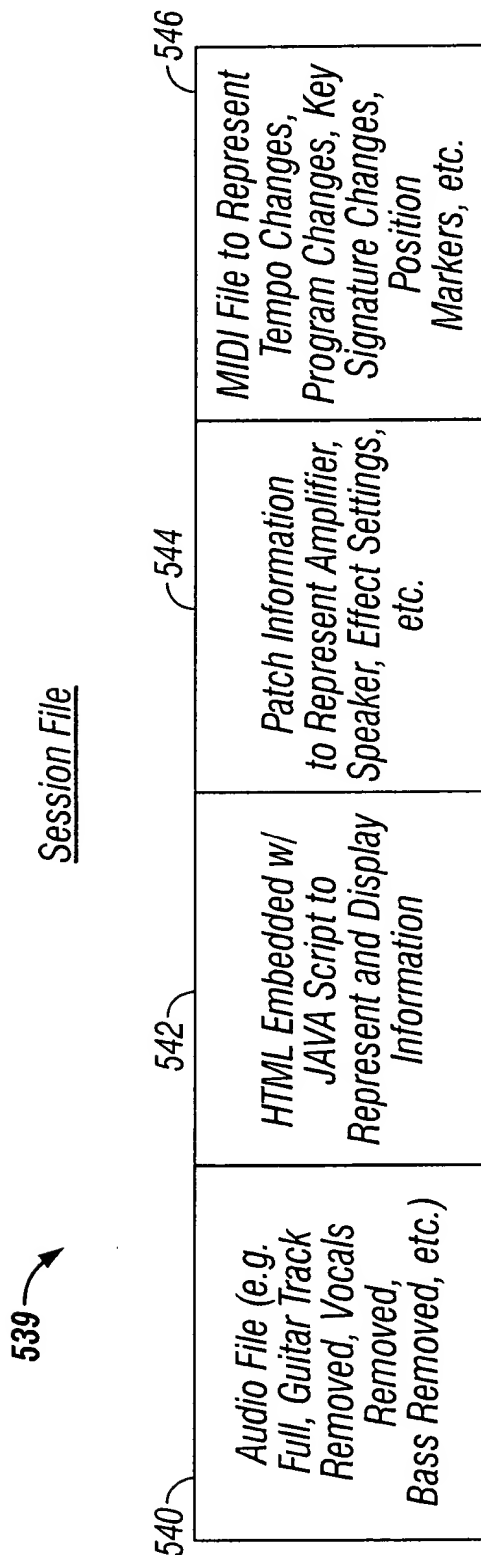 Session File
539
540
Audio File (e.g.
Full, Guitar Track
Removed, Vocals
Removed,
Bass Removed, etc.)
542
HTML Embedded w/
JAVA Script to
Represent and Display
Information
544
Patch Information
to Represent Amplifier,
Speaker, Effect Settings,
etc.
546
MIDI File to Represent
Tempo Changes,
Program Changes, Key
Signature Changes,
Position
Markers, etc.